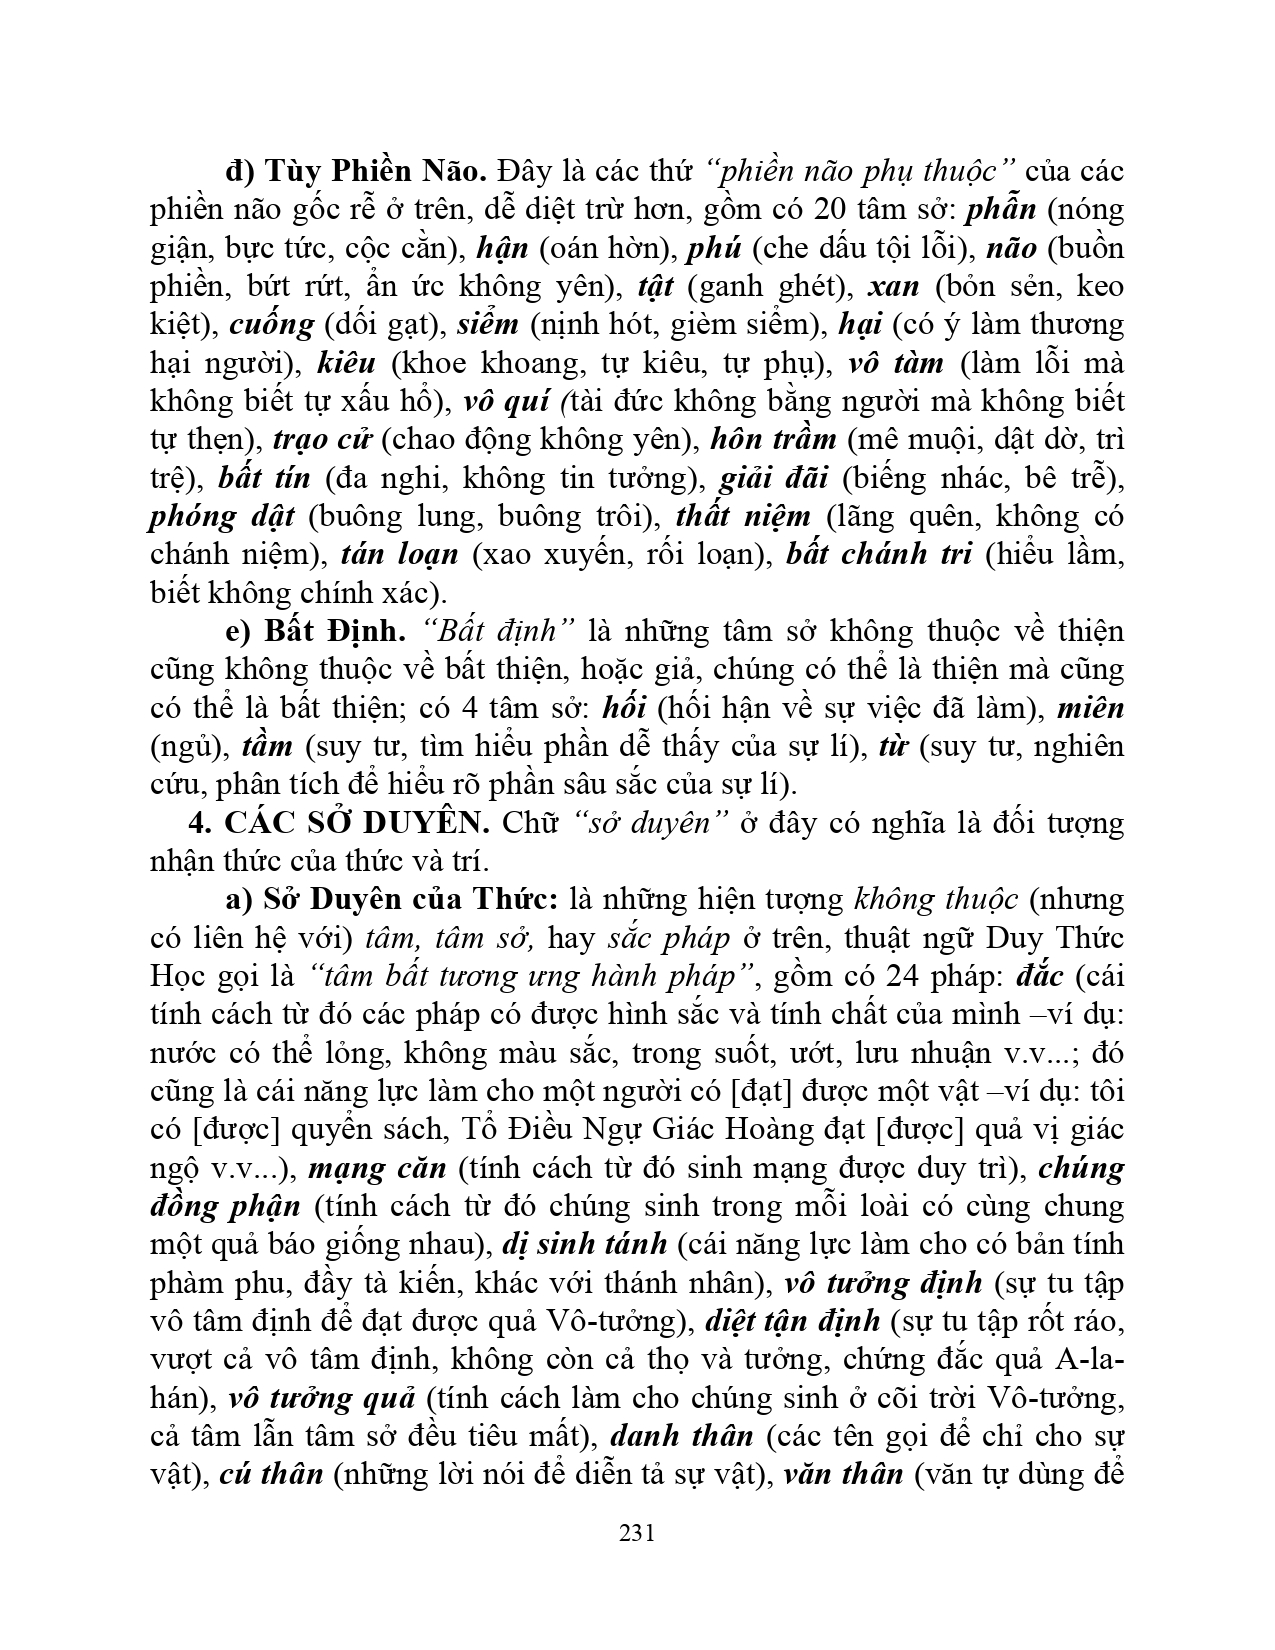 đ) Tùy Phiền Não. Đây là các thứ “phiền não phụ thuộc” của các
phiền não gốc rễ ở trên, dễ diệt trừ hơn, gồm có 20 tâm sở: phẫn (nóng
giận, bực tức, cộc cằn), hận (oán hờn), phú (che dấu tội lỗi), não (buồn
phiền, bứt rứt, ẩn ức không yên), tật (ganh ghét), xan (bỏn sẻn, keo
kiệt), cuống (dối gạt), siểm (nịnh hót, gièm siểm), hại (có ý làm thương
hại người), kiêu (khoe khoang, tự kiêu, tự phụ), vô tàm (làm lỗi mà
không biết tự xấu hổ), vô quí (tài đức không bằng người mà không biết
tự thẹn), trạo cử (chao động không yên), hôn trầm (mê muội, dật dờ, trì
trệ), bất tín (đa nghi, không tin tưởng), giải đãi (biếng nhác, bê trễ),
phóng dật (buông lung, buông trôi), thất niệm (lãng quên, không có
chánh niệm), tán loạn (xao xuyến, rối loạn), bất chánh tri (hiểu lầm,
biết không chính xác).
e) Bất Định. “Bất định” là những tâm sở không thuộc về thiện
cũng không thuộc về bất thiện, hoặc giả, chúng có thể là thiện mà cũng
có thể là bất thiện; có 4 tâm sở: hối (hối hận về sự việc đã làm), miên
(ngủ), tầm (suy tư, tìm hiểu phần dễ thấy của sự lí), từ (suy tư, nghiên
cứu, phân tích để hiểu rõ phần sâu sắc của sự lí).
4. CÁC SỞ DUYÊN. Chữ “sở duyên” ở đây có nghĩa là đối tượng
nhận thức của thức và trí.
a) Sở Duyên của Thức: là những hiện tượng không thuộc (nhưng
có liên hệ với) tâm, tâm sở, hay sắc pháp ở trên, thuật ngữ Duy Thức
Học gọi là “tâm bất tương ưng hành pháp”, gồm có 24 pháp: đắc (cái
tính cách từ đó các pháp có được hình sắc và tính chất của mình –ví dụ:
nước có thể lỏng, không màu sắc, trong suốt, ướt, lưu nhuận v.v...; đó
cũng là cái năng lực làm cho một người có [đạt] được một vật –ví dụ: tôi
có [được] quyển sách, Tổ Điều Ngự Giác Hoàng đạt [được] quả vị giác
ngộ v.v...), mạng căn (tính cách từ đó sinh mạng được duy trì), chúng
đồng phận (tính cách từ đó chúng sinh trong mỗi loài có cùng chung
một quả báo giống nhau), dị sinh tánh (cái năng lực làm cho có bản tính
phàm phu, đầy tà kiến, khác với thánh nhân), vô tưởng định (sự tu tập
vô tâm định để đạt được quả Vô-tưởng), diệt tận định (sự tu tập rốt ráo,
vượt cả vô tâm định, không còn cả thọ và tưởng, chứng đắc quả A-la-
hán), vô tưởng quả (tính cách làm cho chúng sinh ở cõi trời Vô-tưởng,
cả tâm lẫn tâm sở đều tiêu mất), danh thân (các tên gọi để chỉ cho sự
vật), cú thân (những lời nói để diễn tả sự vật), văn thân (văn tự dùng để
231